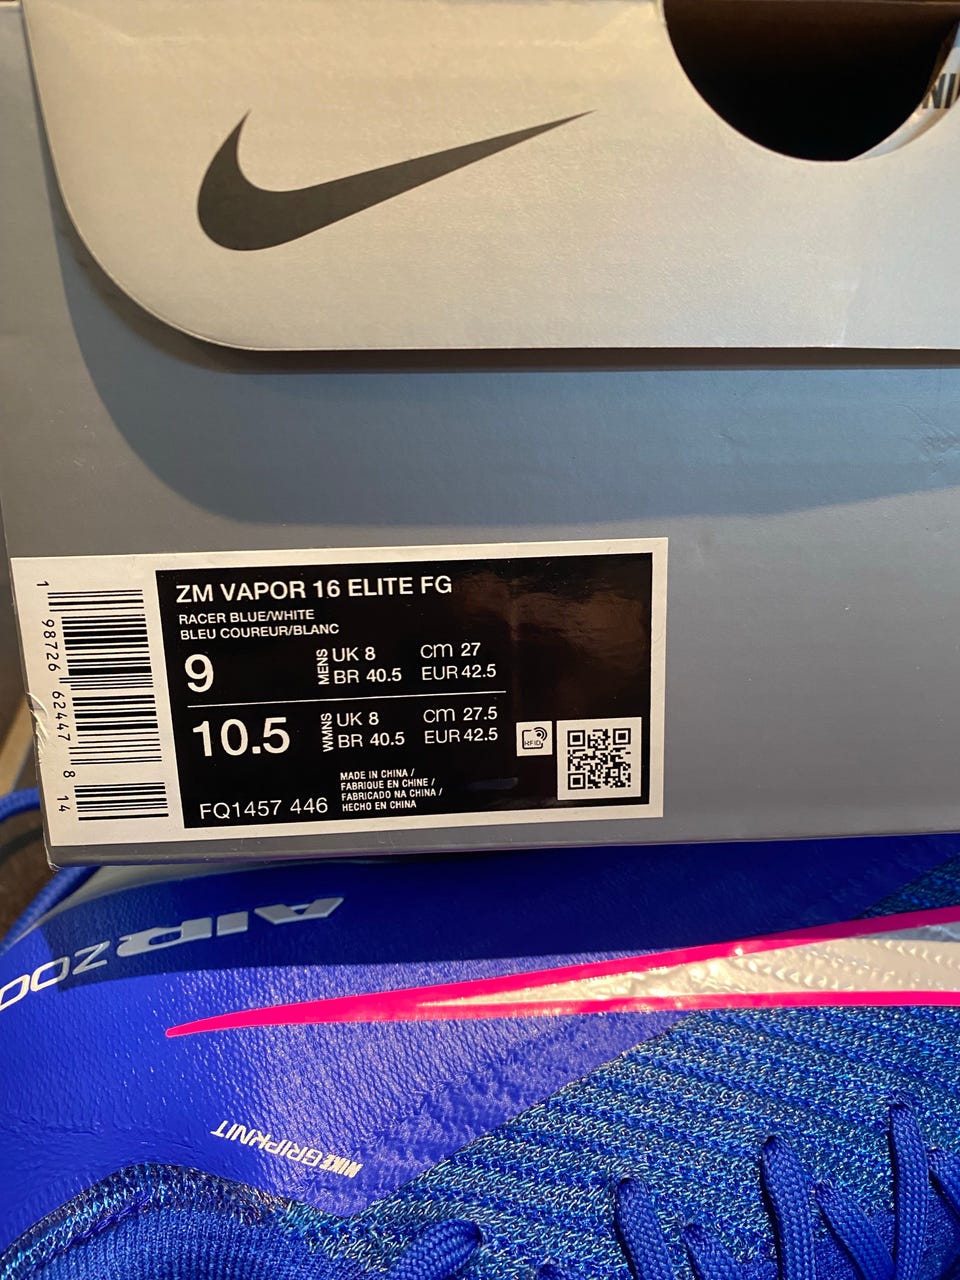 NI
ZM VAPOR 16 ELITE FG
RACER BLUE/WHITE
BLEU COUREUR/BLANC
9 MENS UK 8 CM 27
BR 40.5 EUR 42.5
10.5 WMNS UK 8 CM 27.5
BR 40.5 EUR 42.5
RFID
MADE IN CHINA /
FABRIQUE EN CHINE /
FABRICADO NA CHINA /
HECHO EN CHINA
FQ1457 446
1 98726 62447 8 14
AIR ZOO
NIKE GRIPKNIT